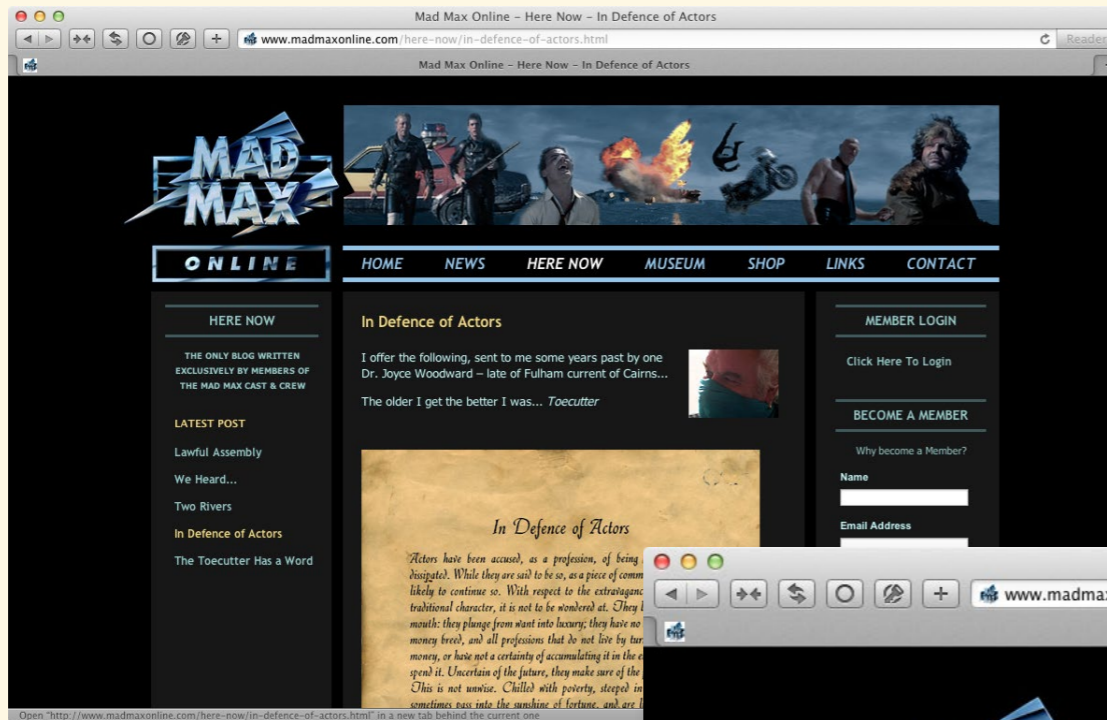 Mad Max Online – Here Now – In Defence of Actors
www.madmaxonline.com/here-now/in-defence-of-actors.html
Reader
Mad Max Online – Here Now – In Defence of Actors
MAD
MAX
ONLINE
HOME NEWS HERE NOW MUSEUM SHOP LINKS CONTACT
HERE NOW
THE ONLY BLOG WRITTEN
EXCLUSIVELY BY MEMBERS OF
THE MAD MAX CAST & CREW
LATEST POST
Lawful Assembly
We Heard...
Two Rivers
In Defence of Actors
The Toecutter Has a Word
In Defence of Actors
I offer the following, sent to me some years past by one
Dr. Joyce Woodward – late of Fulham current of Cairns...
The older I get the better I was... Toecutter
In Defence of Actors
Actors have been accused, as a profession, of being
dissipated. While they are said to be so, as a piece of comm
likely to continue so. With respect to the extravaganc
traditional character, it is not to be wondered at. They l
mouth: they plunge from want into luxury; they have no
money breed, and all professions that do not live by tur
money, or have not a certainty of accumulating it in the e
spend it. Uncertain of the future, they make sure of the
This is not unwise. Chilled with poverty, steeped in
sometimes pass into the sunshine of fortune, and are l
MEMBER LOGIN
Click Here To Login
BECOME A MEMBER
Why become a Member?
Name
Email Address
Open "http://www.madmaxonline.com/here-now/in-defence-of-actors.html" in a new tab behind the current one
www.madmax